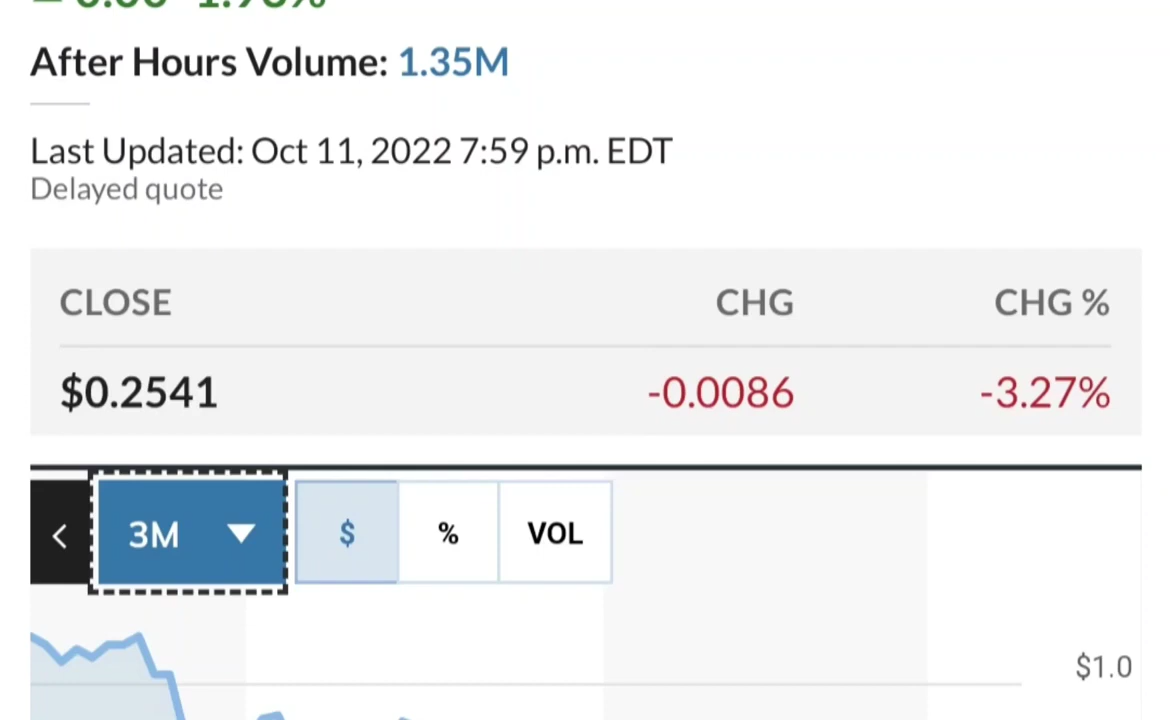 After Hours Volume: 1.35M
Last Updated: Oct 11, 2022 7:59 p.m. EDT
Delayed quote
CLOSE CHG CHG %
$0.2541 -0.0086 -3.27%
3M $ % VOL
$1.0